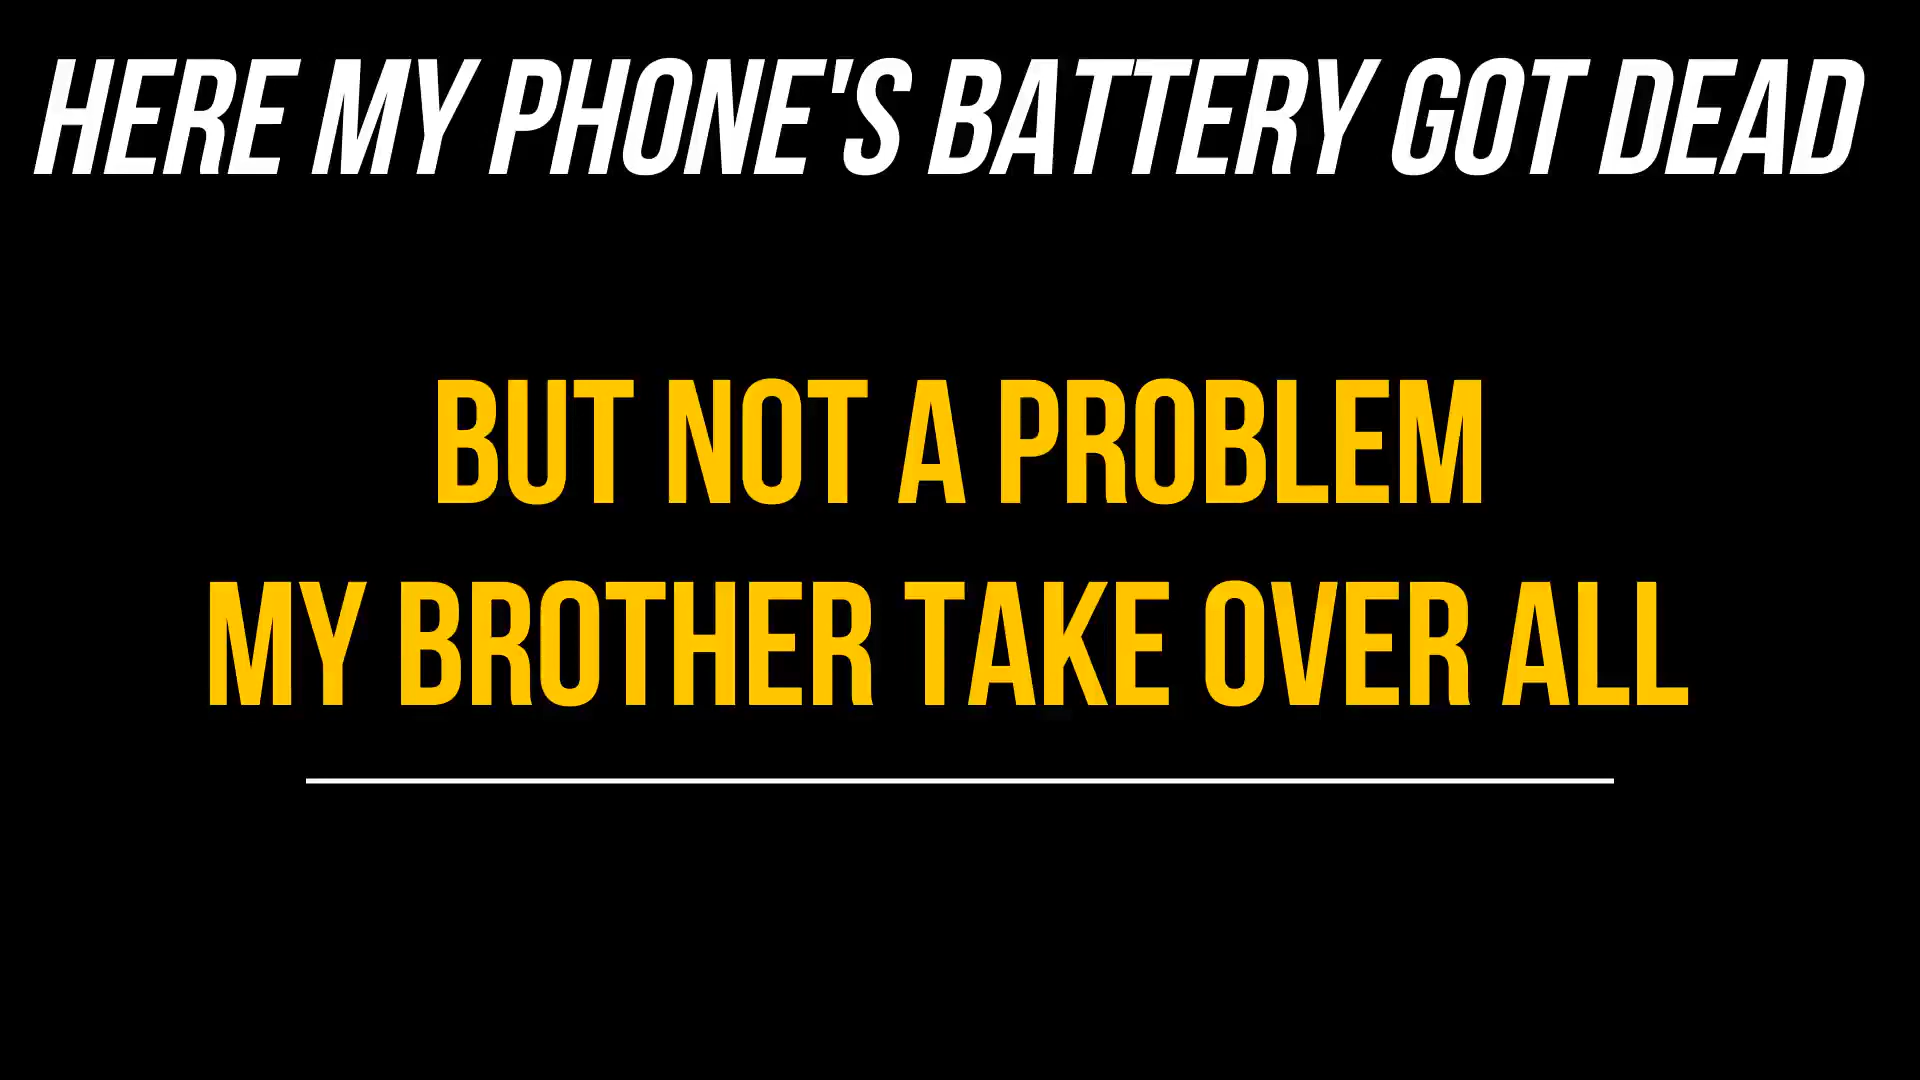 HERE MY PHONE'S BATTERY GOT DEAD
BUT NOT A PROBLEM
MY BROTHER TAKE OVER ALL